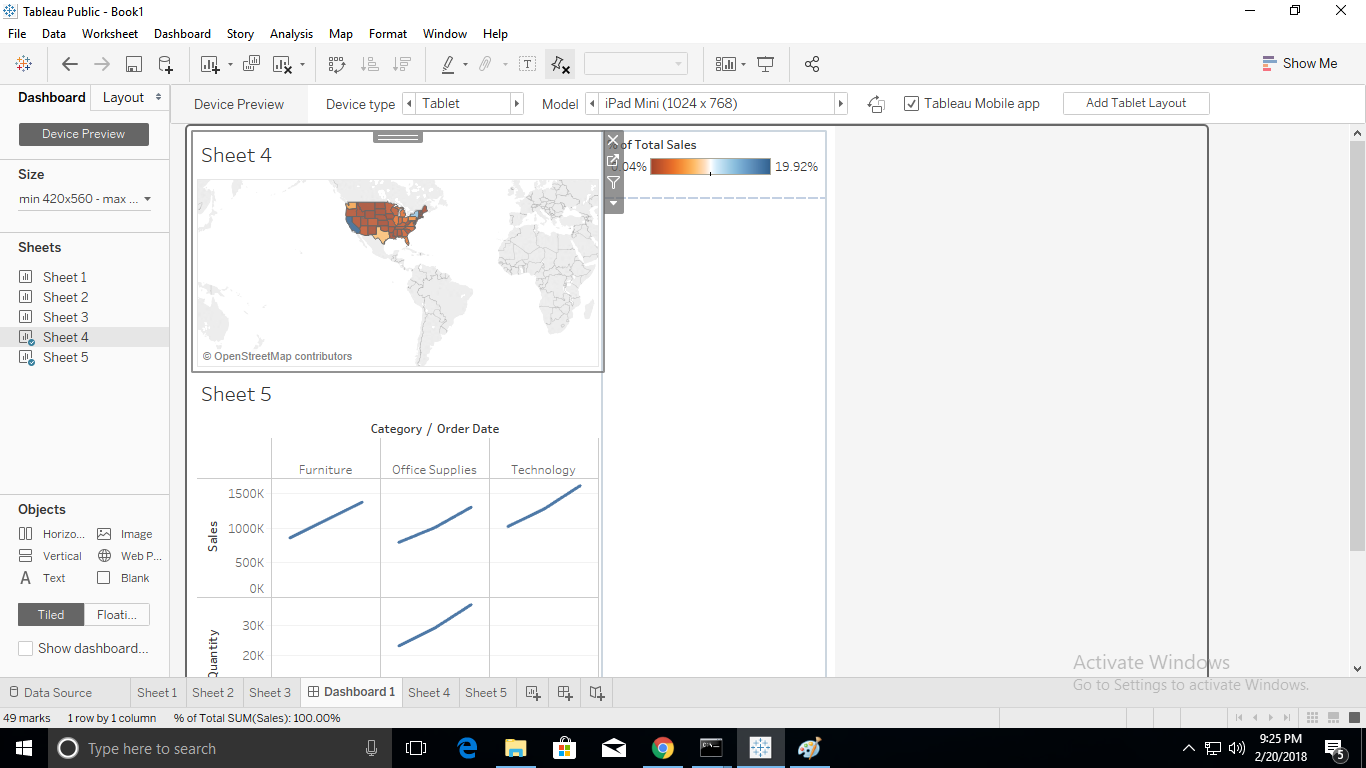 Tableau Public - Book1
File Data Worksheet Dashboard Story Analysis Map Format Window Help
Show Me
Dashboard Layout
Device Preview
Device type Tablet Model iPad Mini (1024 x 768) Tableau Mobile app Add Tablet Layout
Device Preview
Size
min 420x560 - max ...
Sheets
Sheet 1
Sheet 2
Sheet 3
Sheet 4
Sheet 5
Objects
Horizo... Image
Vertical Web P...
A Text Blank
Tiled Floati...
Show dashboard...
Sheet 4
© OpenStreetMap contributors
of Total Sales
19.92%
Sheet 5
Category / Order Date
Furniture Office Supplies Technology
Sales
1500K
1000K
500K
0K
Quantity
30K
20K
Activate Windows
Go to Settings to activate Windows.
Data Source Sheet 1 Sheet 2 Sheet 3 Dashboard 1 Sheet 4 Sheet 5
49 marks 1 row by 1 column % of Total SUM(Sales): 100.00%
Type here to search
9:25 PM
2/20/2018
5